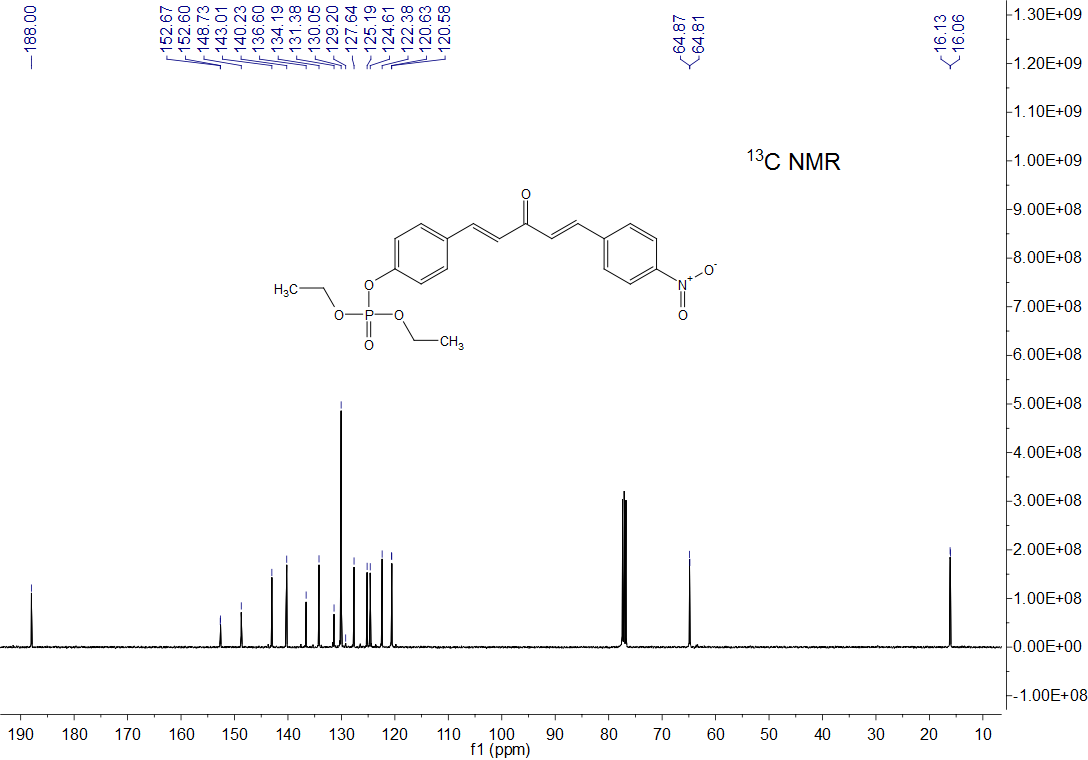 188.00
152.67
152.60
148.73
143.01
140.23
136.60
134.19
131.38
130.05
129.20
127.64
125.19
124.61
122.38
120.63
120.58
64.87
64.81
16.13
16.06
1.30E+09
1.20E+09
1.10E+09
1.00E+09
9.00E+08
8.00E+08
7.00E+08
6.00E+08
5.00E+08
4.00E+08
3.00E+08
2.00E+08
1.00E+08
0.00E+00
-1.00E+08
¹³C NMR
O
O
P
O
O
O
H₃C
CH₃
N⁺
O⁻
O
190 180 170 160 150 140 130 120 110 100 90 80 70 60 50 40 30 20 10
f1 (ppm)